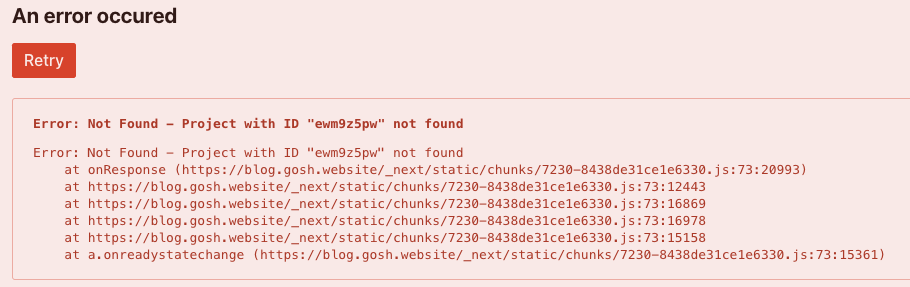 An error occured
Retry
Error: Not Found – Project with ID "ewm9z5pw" not found
Error: Not Found – Project with ID "ewm9z5pw" not found
at onResponse (https://blog.gosh.website/_next/static/chunks/7230-8438de31ce1e6330.js:73:20993)
at https://blog.gosh.website/_next/static/chunks/7230-8438de31ce1e6330.js:73:12443
at https://blog.gosh.website/_next/static/chunks/7230-8438de31ce1e6330.js:73:16869
at https://blog.gosh.website/_next/static/chunks/7230-8438de31ce1e6330.js:73:16978
at https://blog.gosh.website/_next/static/chunks/7230-8438de31ce1e6330.js:73:15158
at a.onreadystatechange (https://blog.gosh.website/_next/static/chunks/7230-8438de31ce1e6330.js:73:15361)